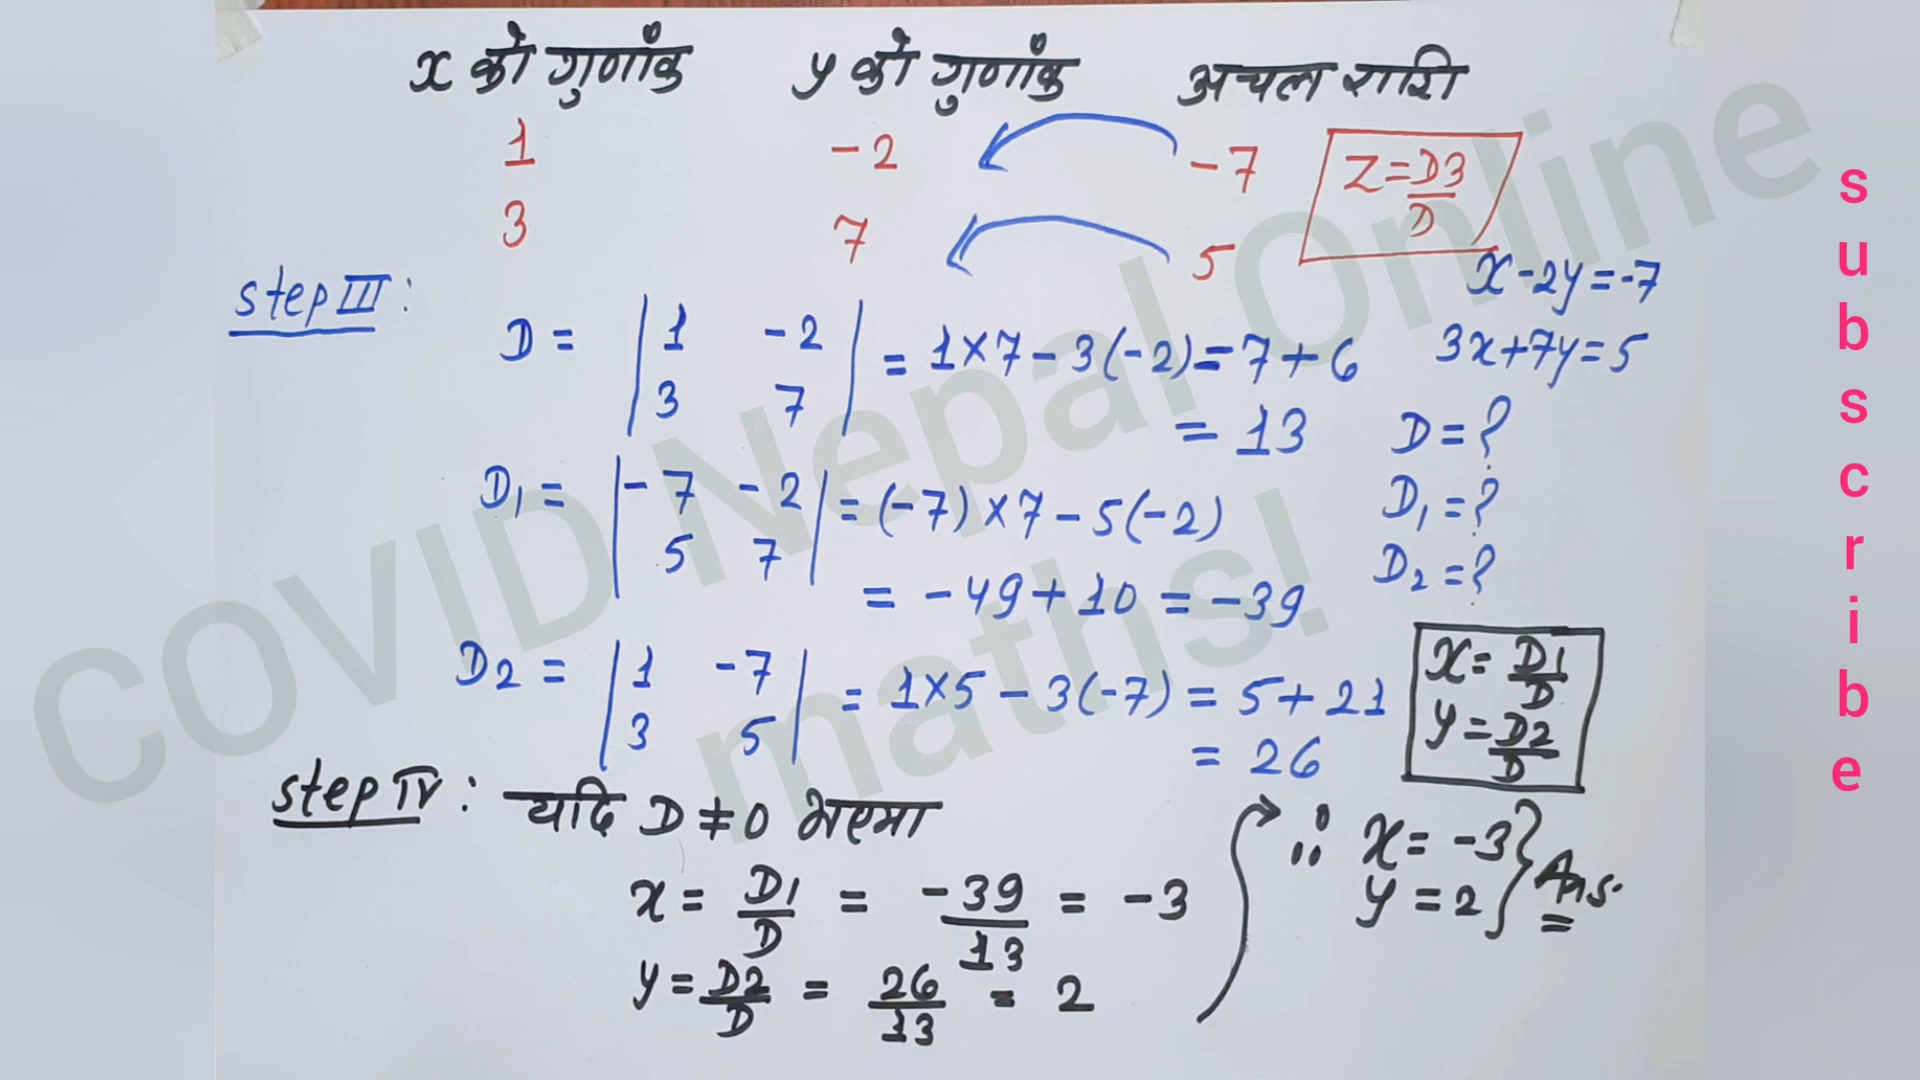 x को गुणांक y को गुणांक अचल राशि
1 -2 -7
Z = D3/D
3 7 5
x - 2y = -7
step III :
D = | 1 -2 | = 1×7 - 3(-2) = 7 + 6
| 3 7 |
3x + 7y = 5
= 13
D = ?
D1 = | -7 -2 | = (-7) × 7 - 5(-2)
| 5 7 |
D1 = ?
= -49 + 10 = -39
D2 = ?
D2 = | 1 -7 | = 1×5 - 3(-7) = 5 + 21
| 3 5 |
= 26
x = D1/D
y = D2/D
step IV : यदि D ≠ 0 भएमा
x = D1/D = -39/13 = -3
y = D2/D = 26/13 = 2
∴ x = -3
y = 2 } Ans.
COVID Nepal Online
maths!
subscribe